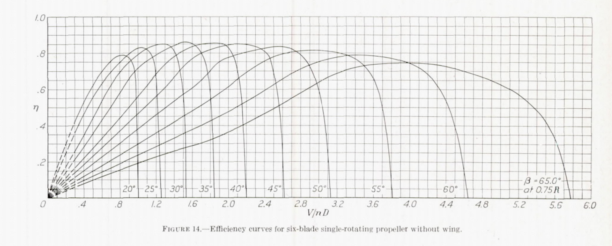 1.0
.8
.6
η
.4
.2
20° 25° 30° 35° 40° 45° 50° 55° 60° β = 65.0°
at 0.75 R
0 .4 .8 1.2 1.6 2.0 2.4 2.8 3.2 3.6 4.0 4.4 4.8 5.2 5.6 6.0
V/nD
FIGURE 14.—Efficiency curves for six-blade single-rotating propeller without wing.